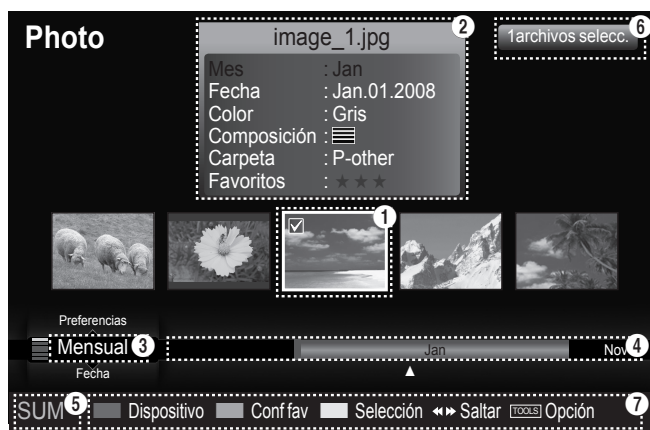 Photo
image_1.jpg
2
1archivos selecc.
6
Mes : Jan
Fecha : Jan.01.2008
Color : Gris
Composición :
Carpeta : P-other
Favoritos : ★★★
1
Preferencias
Mensual
3
Jan
Nov
4
Fecha
SUM
5
Dispositivo
Conf fav
Selección
◄► Saltar
TOOLS Opción
7